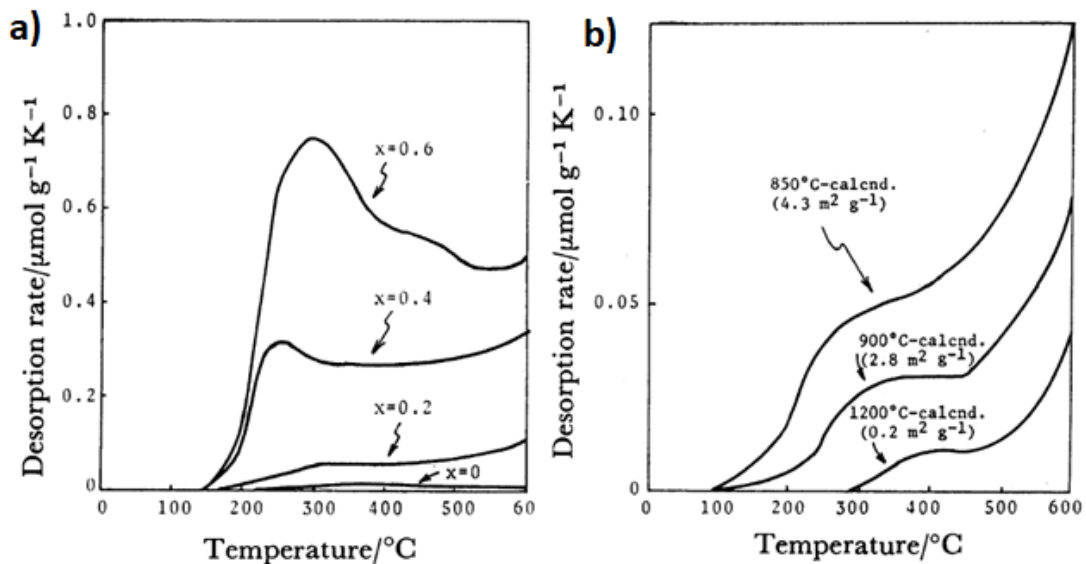 a)
Desorption rate/μmol g⁻¹ K⁻¹
1.0
0.8
0.6
0.4
0.2
0
x=0.6
x=0.4
x=0.2
x=0
0 100 200 300 400 500 60
Temperature/°C
b)
Desorption rate/μmol g⁻¹ K⁻¹
0.10
0.05
0
850°C-calcnd.
(4.3 m² g⁻¹)
900°C-calcnd.
(2.8 m² g⁻¹)
1200°C-calcnd.
(0.2 m² g⁻¹)
0 100 200 300 400 500 600
Temperature/°C